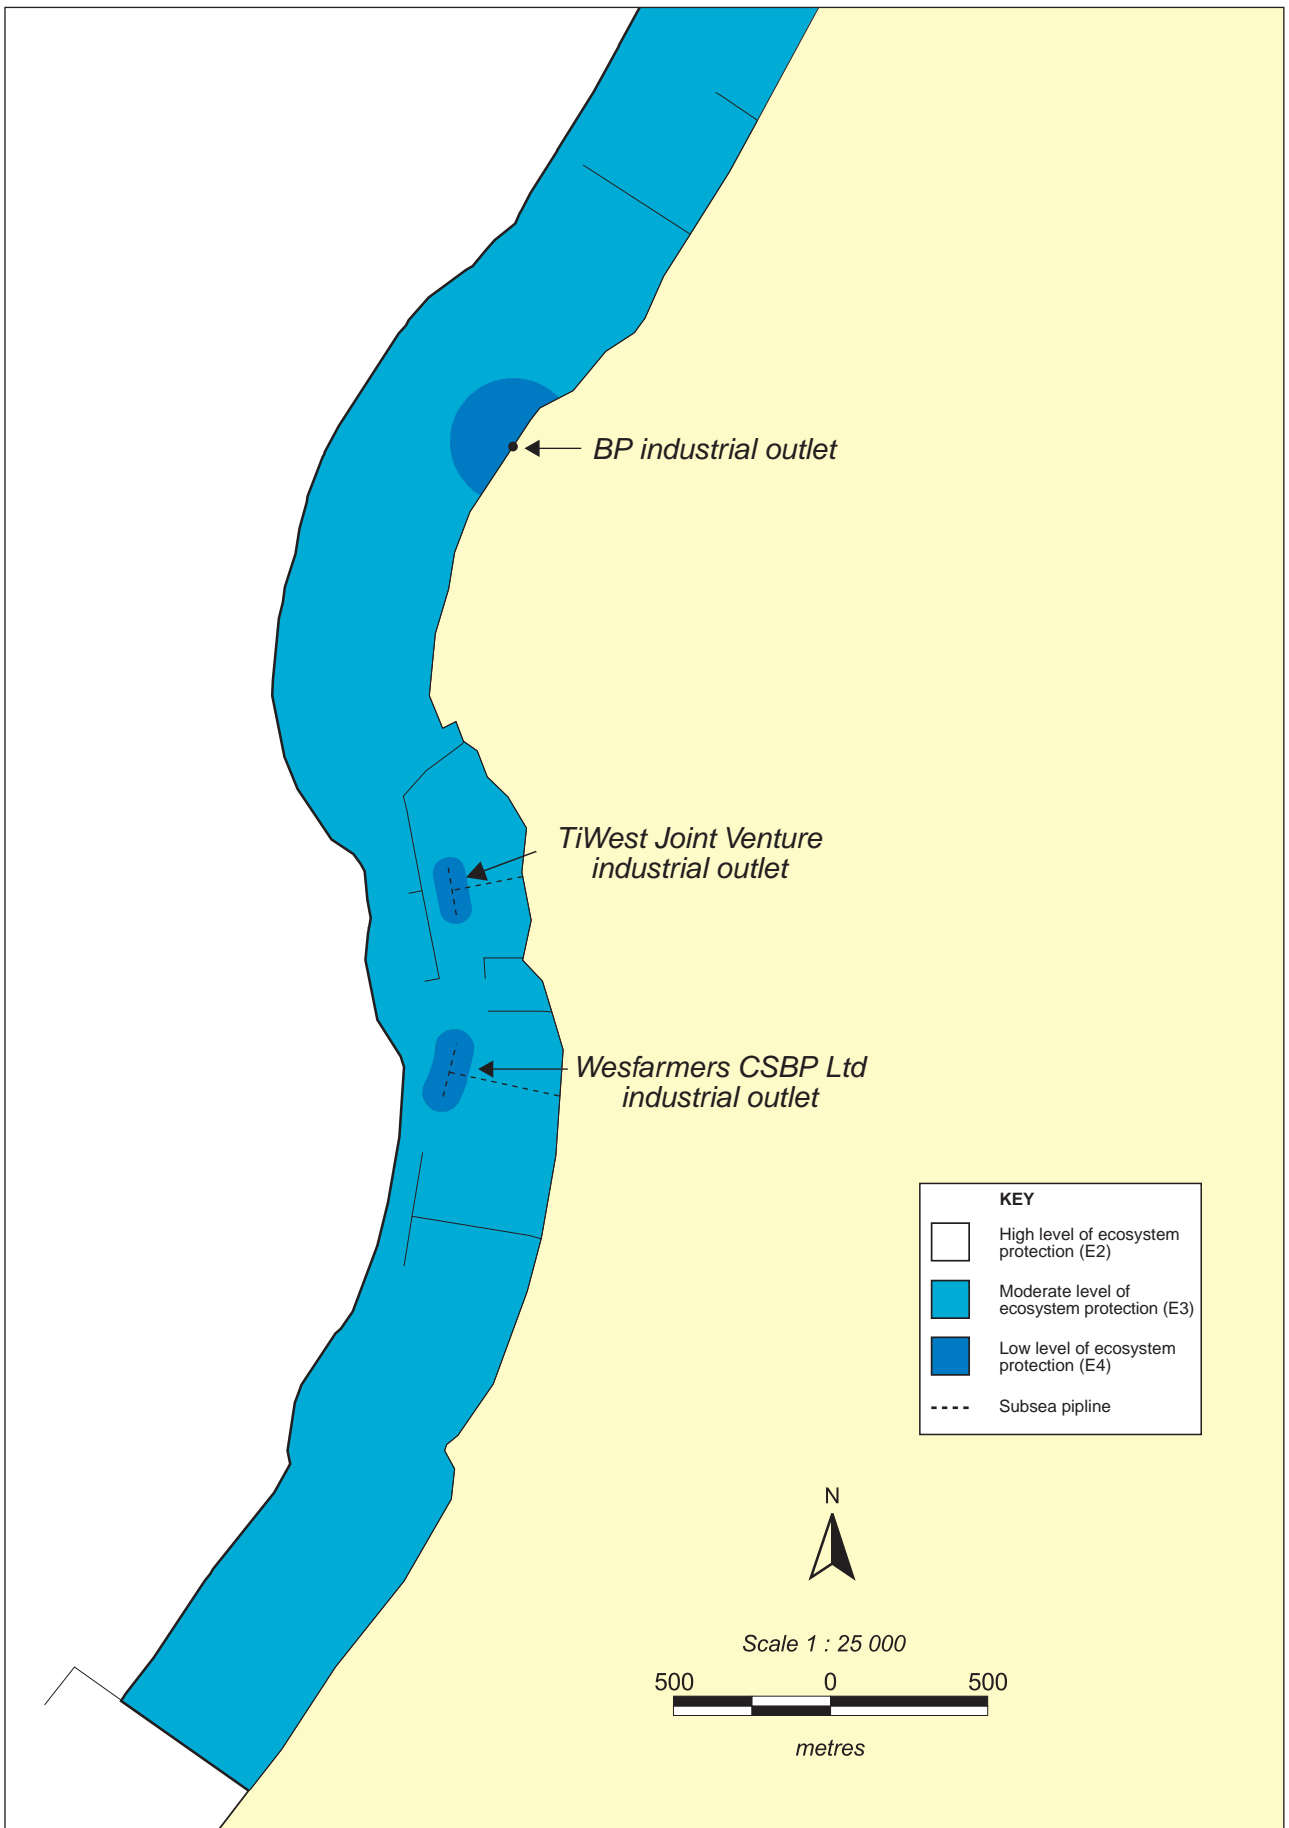 BP industrial outlet
TiWest Joint Venture
industrial outlet
Wesfarmers CSBP Ltd
industrial outlet
KEY
High level of ecosystem
protection (E2)
Moderate level of
ecosystem protection (E3)
Low level of ecosystem
protection (E4)
Subsea pipline
N
Scale 1 : 25 000
500 0 500
metres